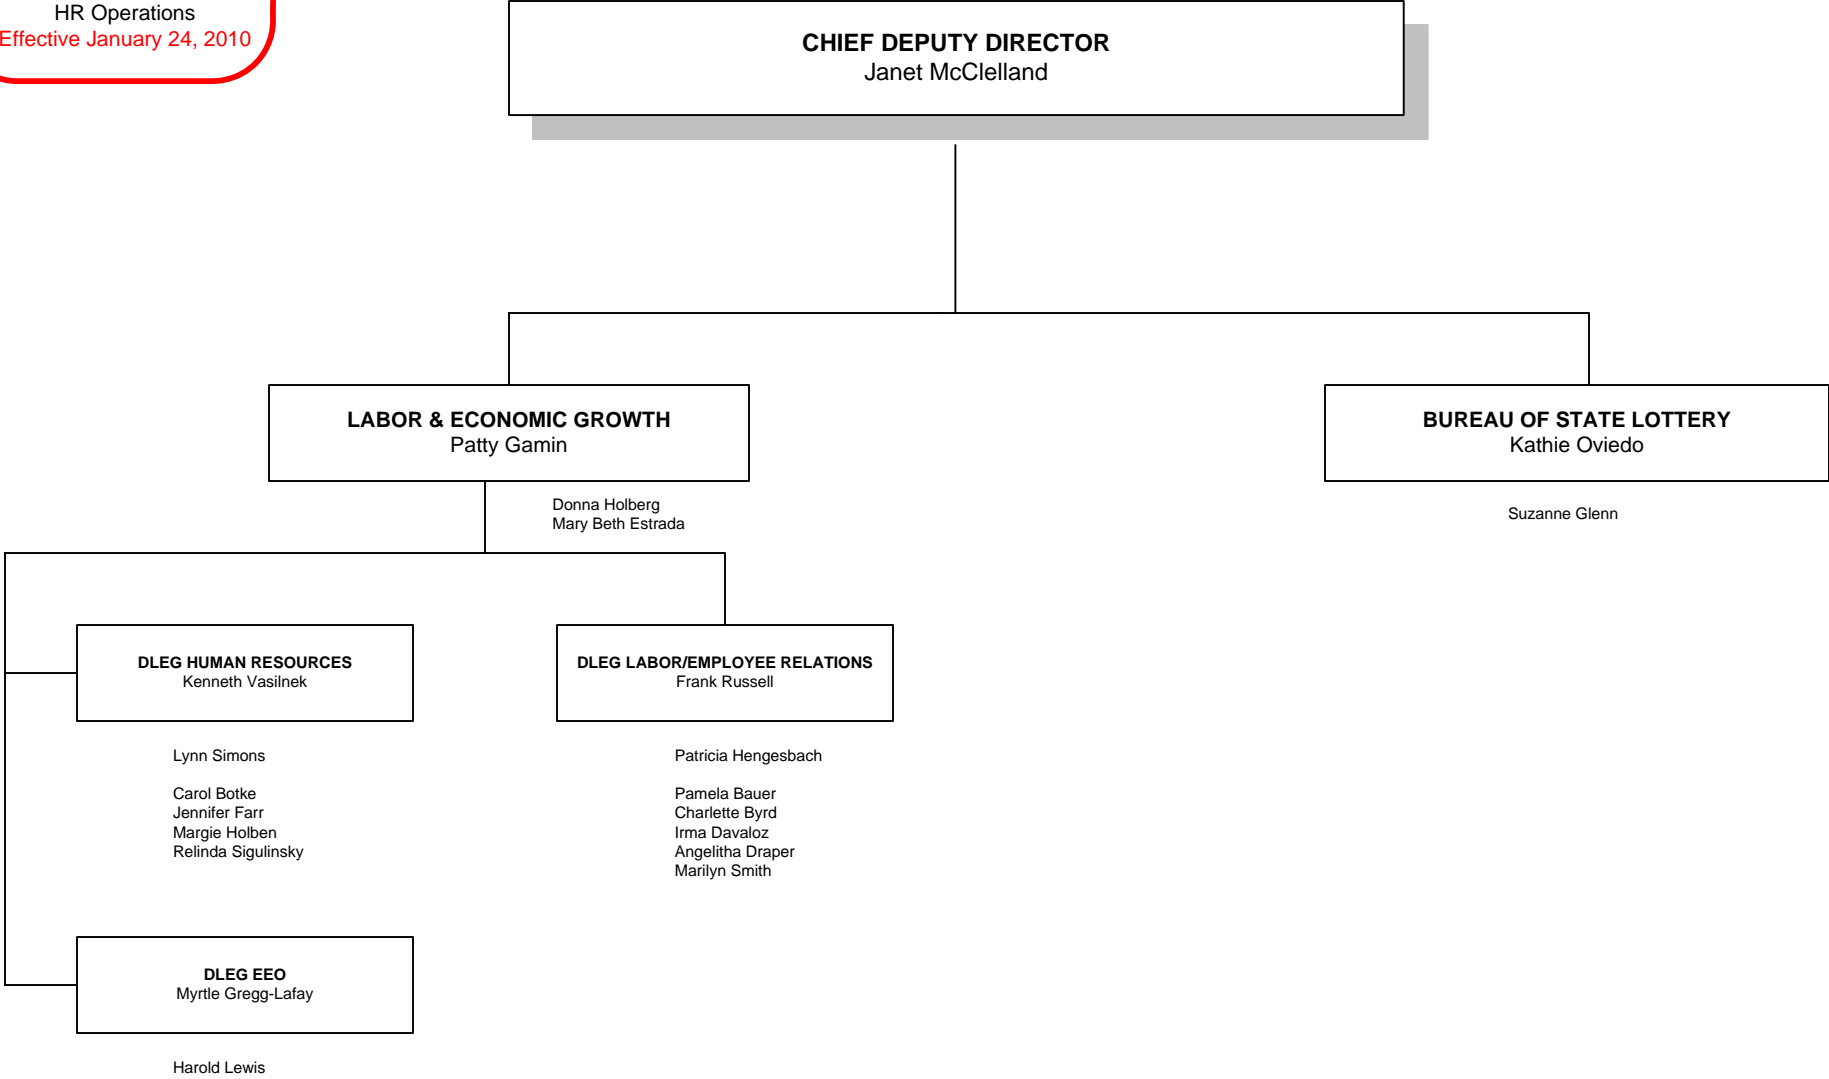 HR Operations
Effective January 24, 2010
CHIEF DEPUTY DIRECTOR
Janet McClelland
LABOR & ECONOMIC GROWTH
Patty Gamin
BUREAU OF STATE LOTTERY
Kathie Oviedo
Donna Holberg
Mary Beth Estrada
Suzanne Glenn
DLEG HUMAN RESOURCES
Kenneth Vasilnek
DLEG LABOR/EMPLOYEE RELATIONS
Frank Russell
Lynn Simons
Carol Botke
Jennifer Farr
Margie Holben
Relinda Sigulinsky
Patricia Hengesbach
Pamela Bauer
Charlette Byrd
Irma Davaloz
Angelitha Draper
Marilyn Smith
DLEG EEO
Myrtle Gregg-Lafay
Harold Lewis